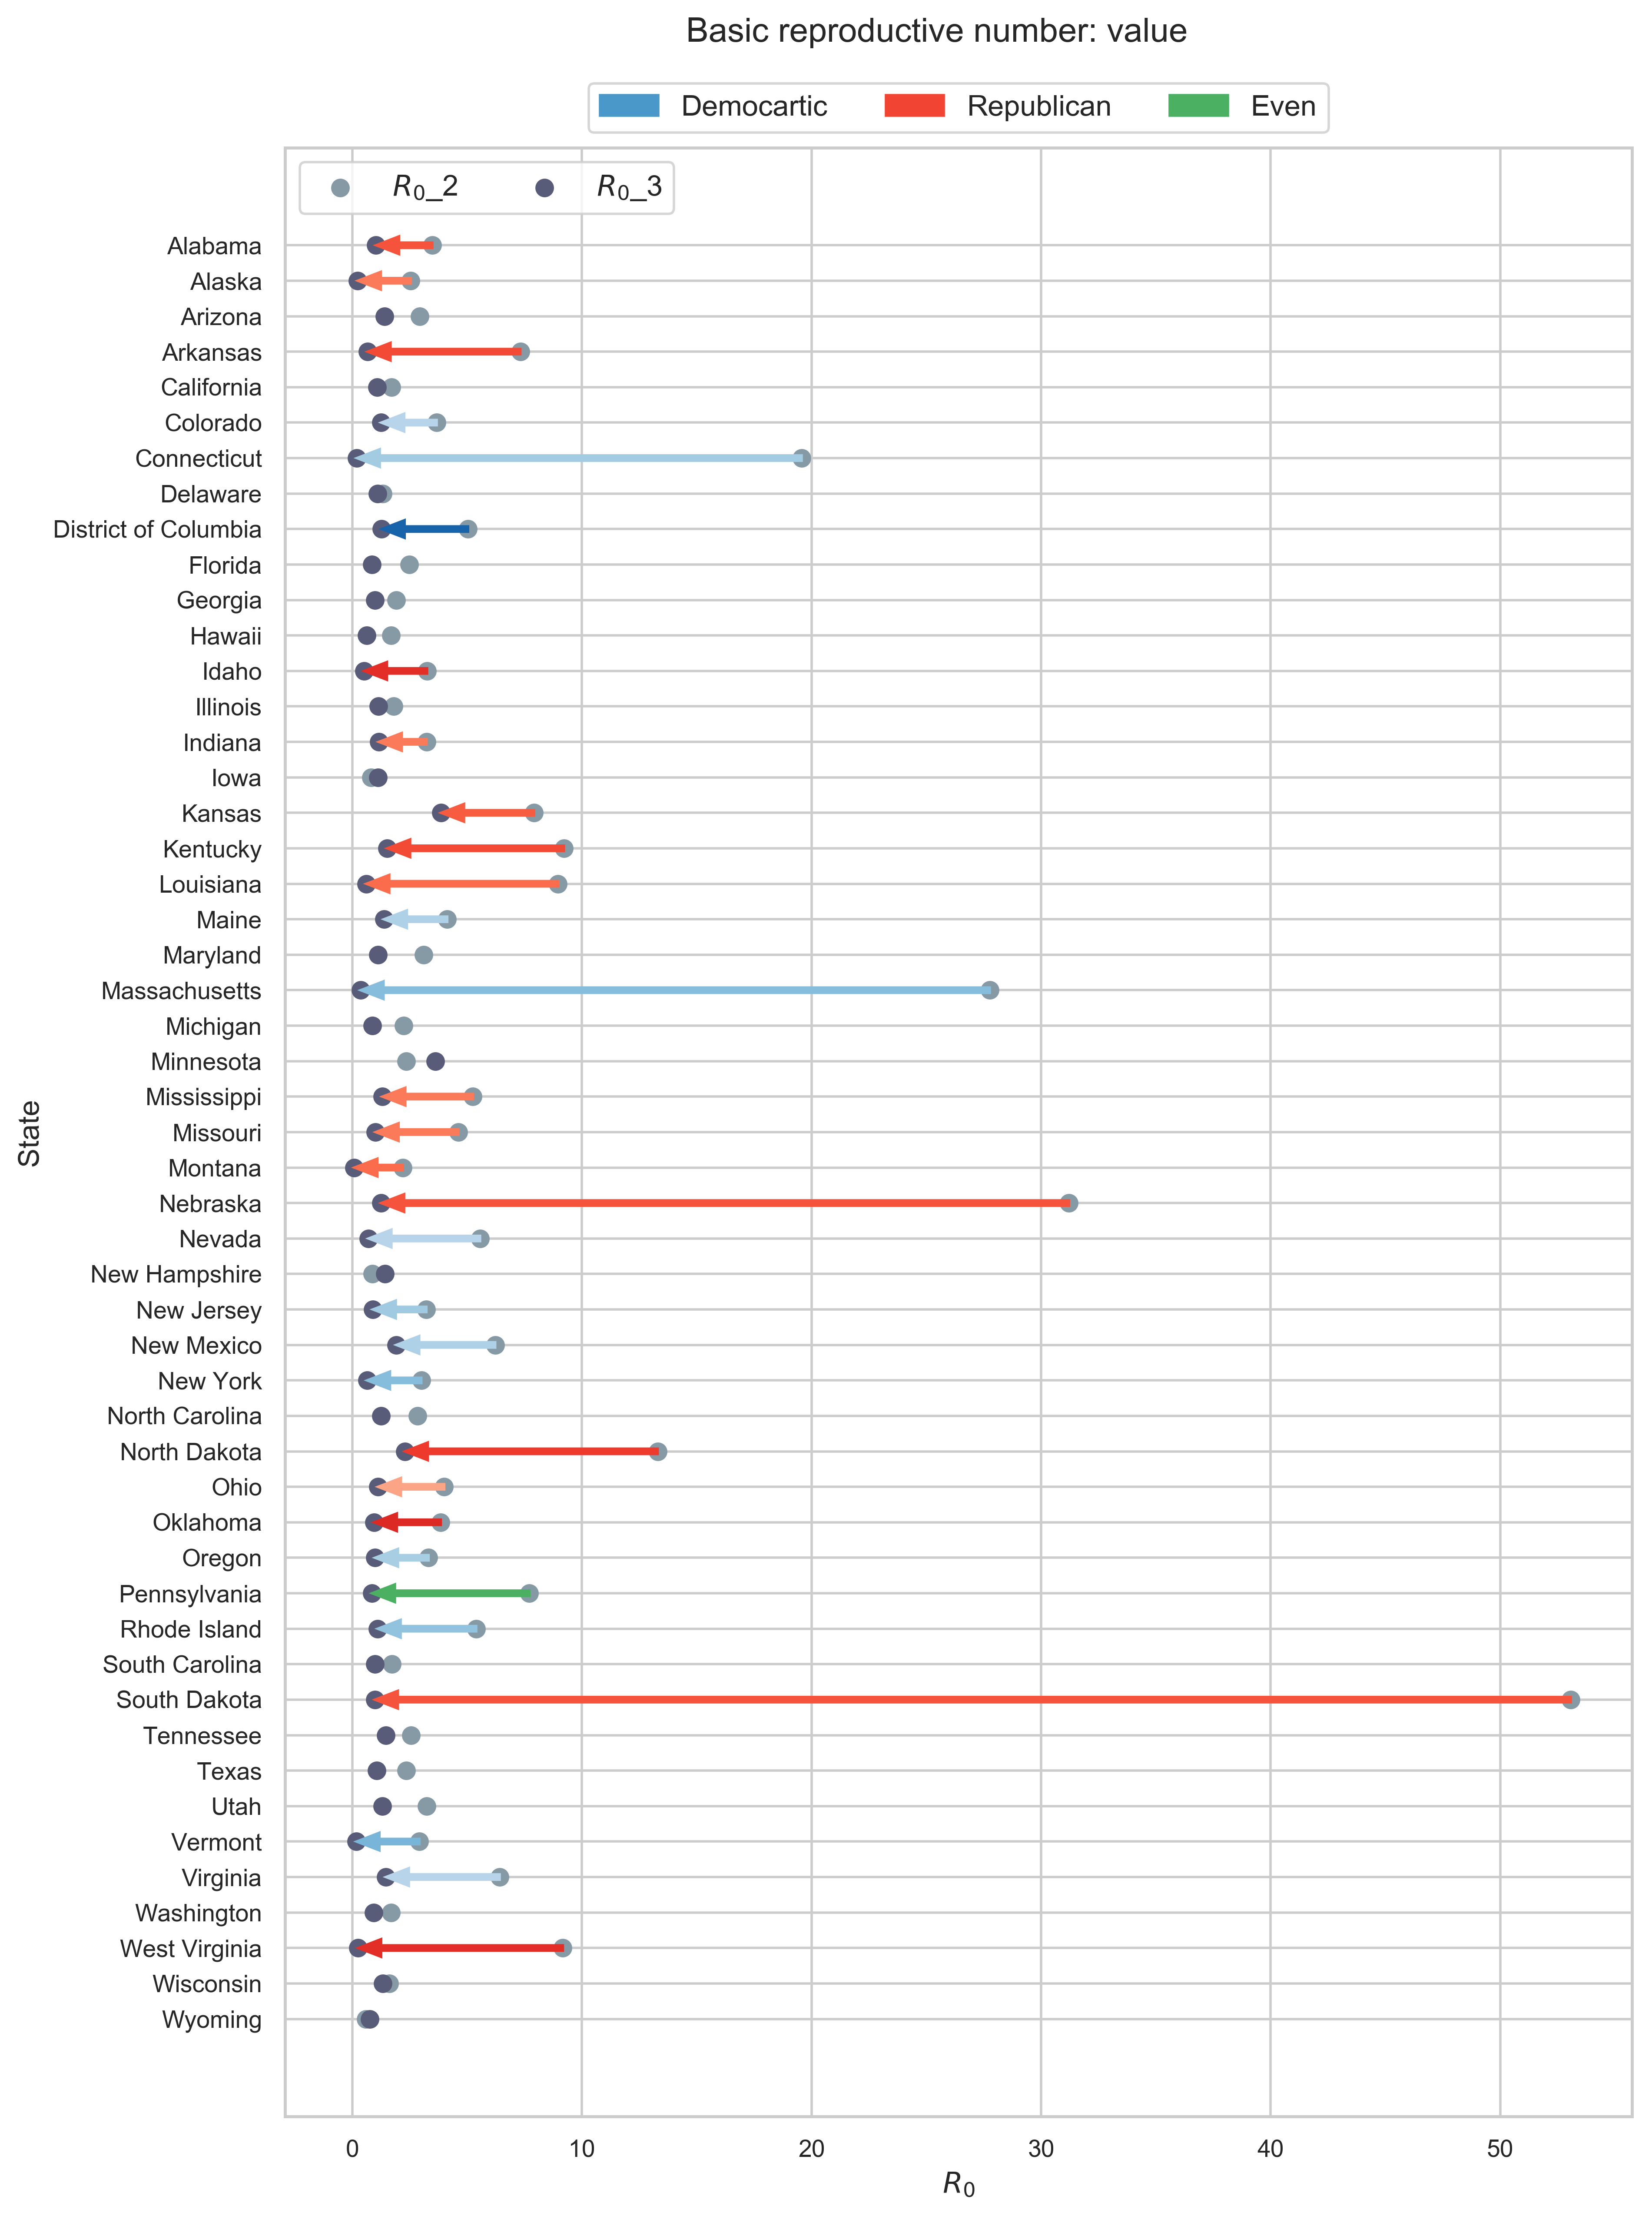 Basic reproductive number: value
Democartic Republican Even
R₀_2 R₀_3
Alabama
Alaska
Arizona
Arkansas
California
Colorado
Connecticut
Delaware
District of Columbia
Florida
Georgia
Hawaii
Idaho
Illinois
Indiana
Iowa
Kansas
Kentucky
Louisiana
Maine
Maryland
Massachusetts
Michigan
Minnesota
Mississippi
Missouri
Montana
Nebraska
Nevada
New Hampshire
New Jersey
New Mexico
New York
North Carolina
North Dakota
Ohio
Oklahoma
Oregon
Pennsylvania
Rhode Island
South Carolina
South Dakota
Tennessee
Texas
Utah
Vermont
Virginia
Washington
West Virginia
Wisconsin
Wyoming
State
0 10 20 30 40 50
R₀